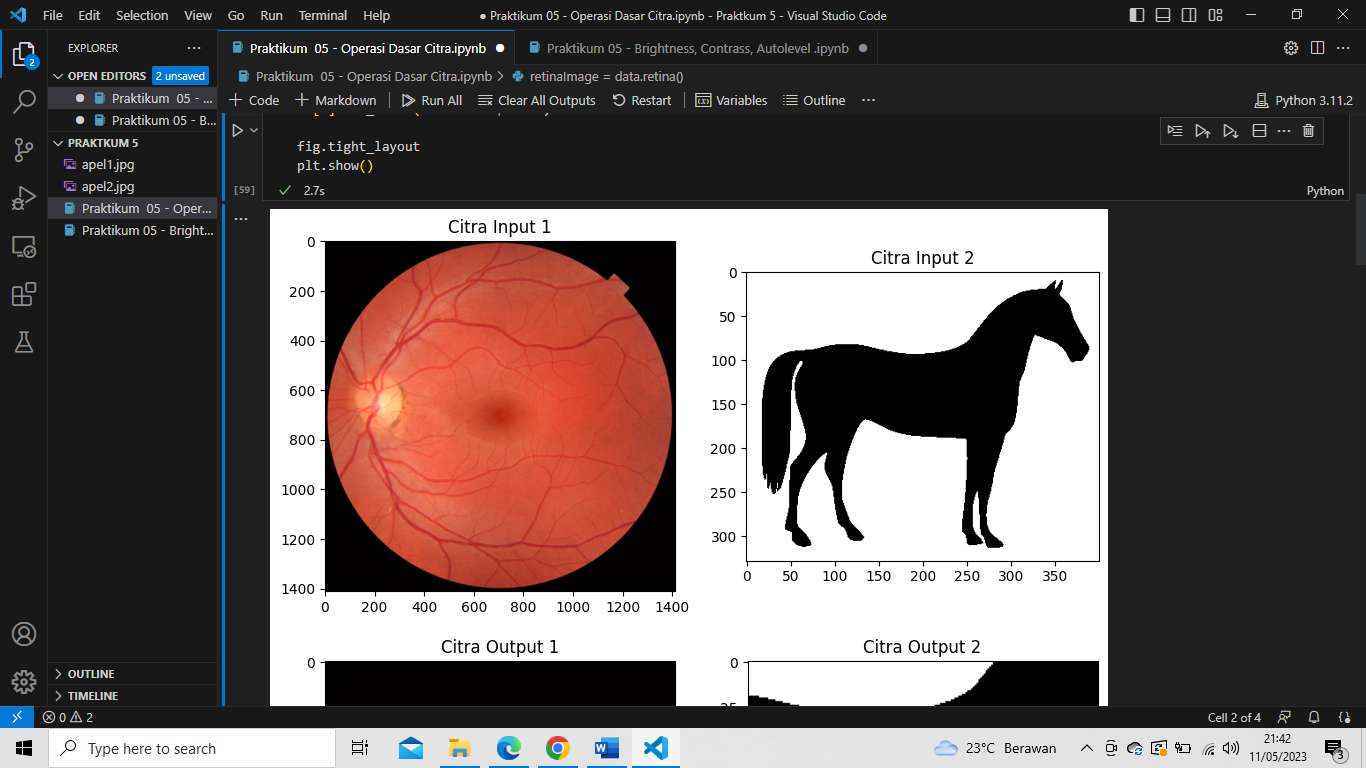 File Edit Selection View Go Run Terminal Help
● Praktikum 05 - Operasi Dasar Citra.ipynb - Praktkum 5 - Visual Studio Code
EXPLORER
OPEN EDITORS 2 unsaved
Praktikum 05 - ...
Praktikum 05 - B...
PRAKTKUM 5
apel1.jpg
apel2.jpg
Praktikum 05 - Oper...
Praktikum 05 - Bright...
OUTLINE
TIMELINE
2
Praktikum 05 - Operasi Dasar Citra.ipynb
Praktikum 05 - Brightness, Contrass, Autolevel .ipynb
Praktikum 05 - Operasi Dasar Citra.ipynb > retinaImage = data.retina()
+ Code + Markdown Run All Clear All Outputs Restart Variables Outline ... Python 3.11.2
fig.tight_layout
plt.show()
[59] 2.7s Python
Citra Input 1
0
200
400
600
800
1000
1200
1400
0 200 400 600 800 1000 1200 1400
Citra Input 2
0
50
100
150
200
250
300
0 50 100 150 200 250 300 350
Citra Output 1
0
Citra Output 2
0
0 2 Cell 2 of 4
Type here to search
23°C Berawan
21:42
11/05/2023
3